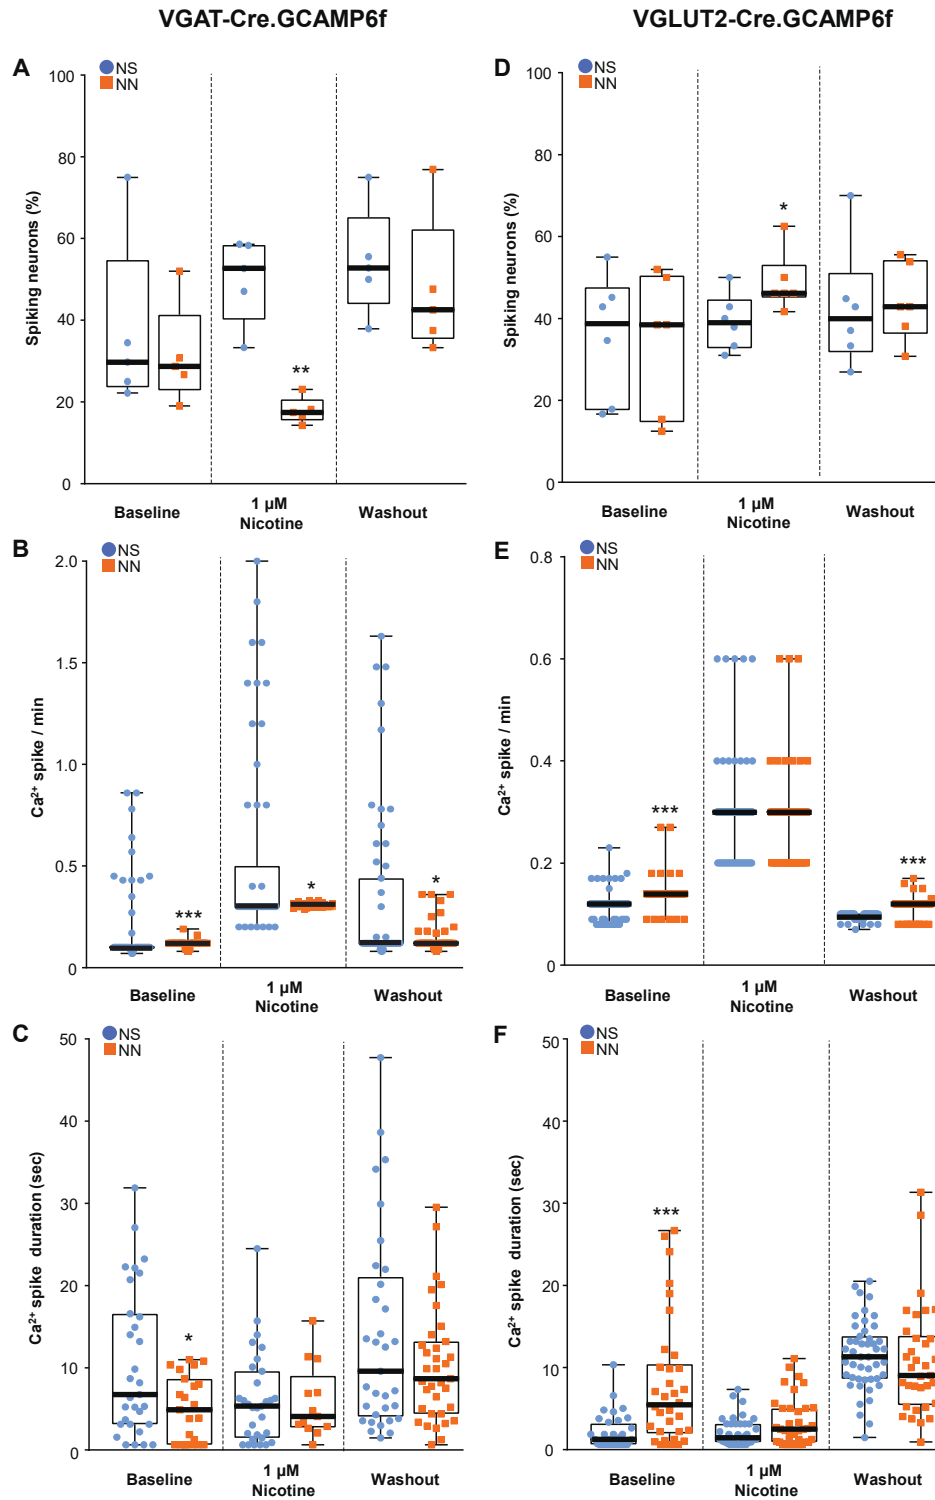 VGAT-Cre.GCAMP6f
VGLUT2-Cre.GCAMP6f
A
NS
NN
Spiking neurons (%)
100
80
60
40
20
0
**
Baseline
1 µM
Nicotine
Washout
D
NS
NN
Spiking neurons (%)
100
80
60
40
20
0
*
Baseline
1 µM
Nicotine
Washout
B
NS
NN
Ca²⁺ spike / min
2.0
1.5
1.0
0.5
0
***
*
*
Baseline
1 µM
Nicotine
Washout
E
NS
NN
Ca²⁺ spike / min
0.8
0.6
0.4
0.2
0
***
***
Baseline
1 µM
Nicotine
Washout
C
NS
NN
Ca²⁺ spike duration (sec)
50
40
30
20
10
0
*
Baseline
1 µM
Nicotine
Washout
F
NS
NN
Ca²⁺ spike duration (sec)
50
40
30
20
10
0
***
Baseline
1 µM
Nicotine
Washout